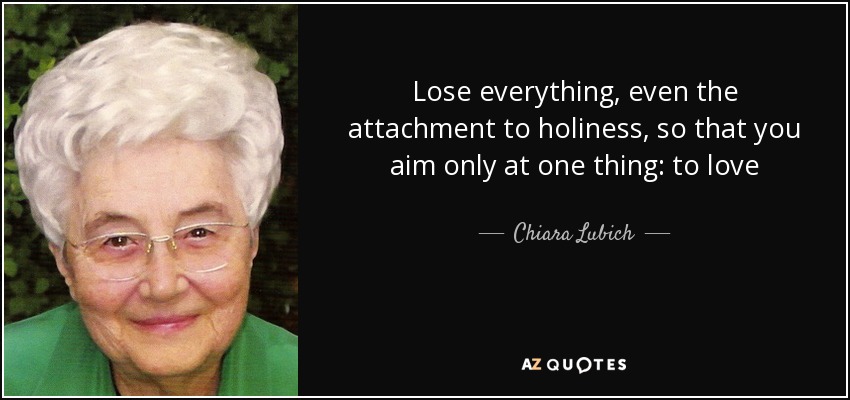 Lose everything, even the
attachment to holiness, so that you
aim only at one thing: to love
Chiara Lubich
AZ QUOTES